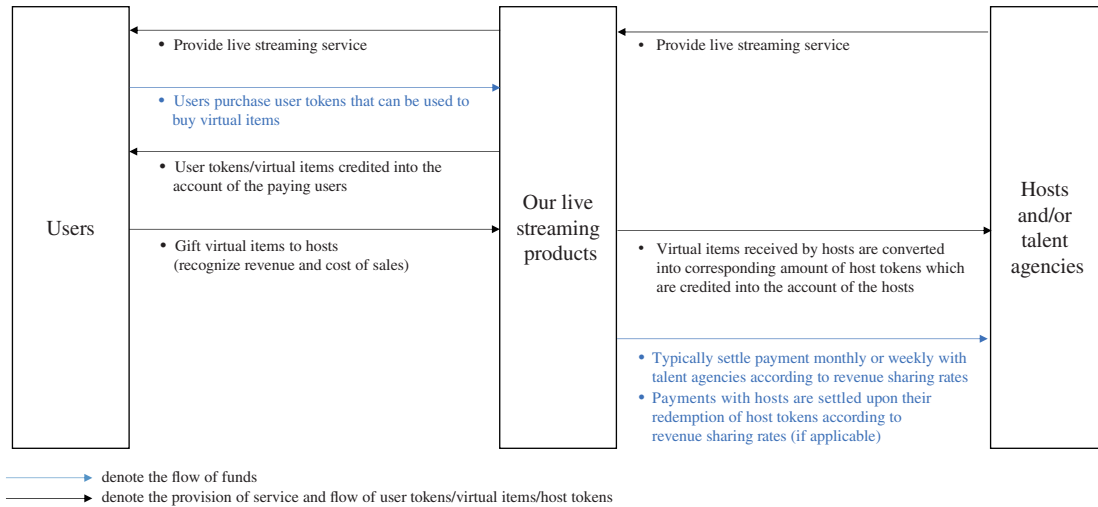 • Provide live streaming service
• Provide live streaming service
• Users purchase user tokens that can be used to
buy virtual items
• User tokens/virtual items credited into the
account of the paying users
Users
Our live
streaming
products
Hosts
and/or
talent
agencies
• Gift virtual items to hosts
(recognize revenue and cost of sales)
• Virtual items received by hosts are converted
into corresponding amount of host tokens which
are credited into the account of the hosts
• Typically settle payment monthly or weekly with
talent agencies according to revenue sharing rates
• Payments with hosts are settled upon their
redemption of host tokens according to
revenue sharing rates (if applicable)
denote the flow of funds
denote the provision of service and flow of user tokens/virtual items/host tokens